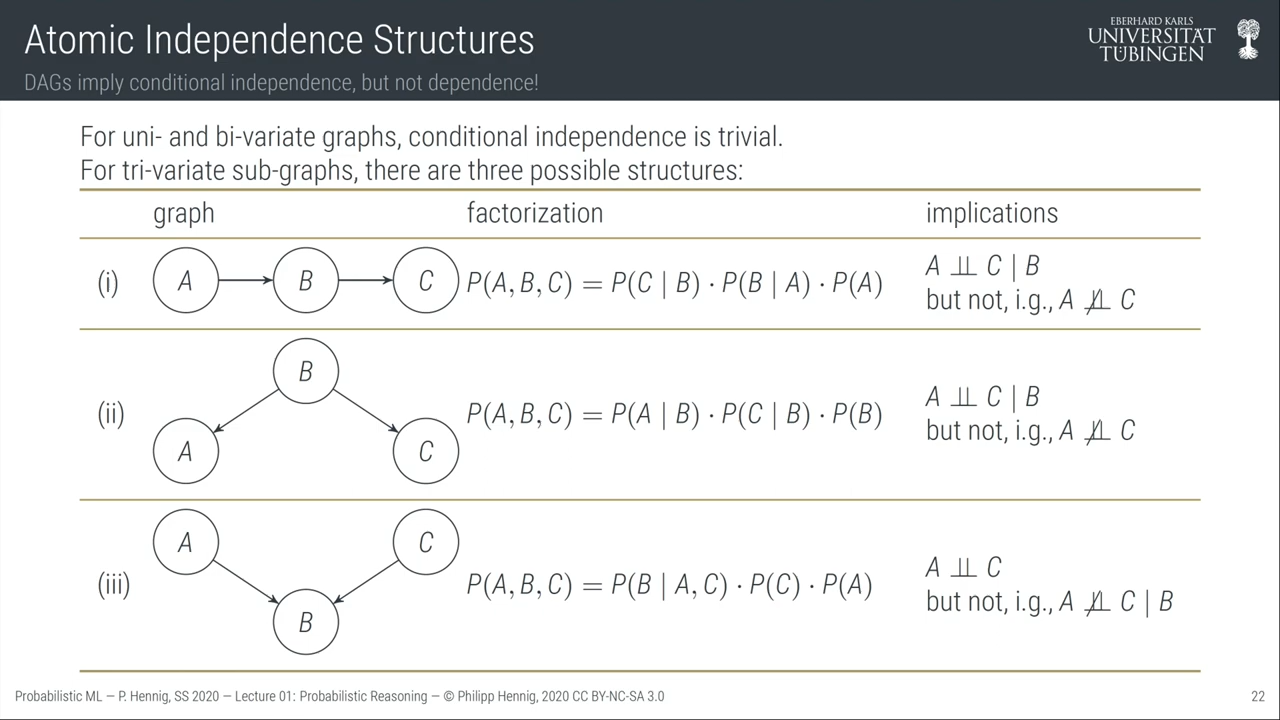 Atomic Independence Structures
DAGs imply conditional independence, but not dependence!
EBERHARD KARLS
UNIVERSITÄT
TÜBINGEN
For uni- and bi-variate graphs, conditional independence is trivial.
For tri-variate sub-graphs, there are three possible structures:
graph factorization implications
(i) A B C P(A, B, C) = P(C | B) · P(B | A) · P(A)
A ⫫ C | B
but not, i.g., A ⫫̸ C
B
(ii) P(A, B, C) = P(A | B) · P(C | B) · P(B)
A ⫫ C | B
but not, i.g., A ⫫̸ C
A C
A C
(iii) P(A, B, C) = P(B | A, C) · P(C) · P(A)
A ⫫ C
but not, i.g., A ⫫̸ C | B
B
Probabilistic ML — P. Hennig, SS 2020 — Lecture 01: Probabilistic Reasoning — © Philipp Hennig, 2020 CC BY-NC-SA 3.0 22